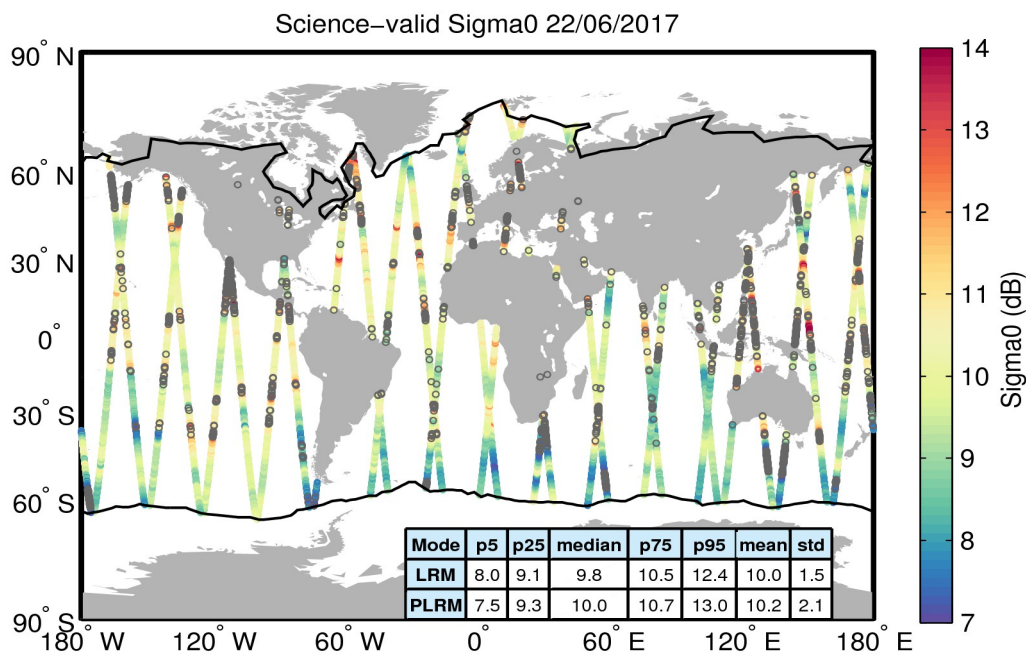 Science−valid Sigma0 22/06/2017
90° N
60° N
30° N
0°
30° S
60° S
90° S
180° W
120° W
60° W
0°
60° E
120° E
180° E
14
13
12
11
10
9
8
7
Sigma0 (dB)
Mode p5 p25 median p75 p95 mean std
LRM 8.0 9.1 9.8 10.5 12.4 10.0 1.5
PLRM 7.5 9.3 10.0 10.7 13.0 10.2 2.1